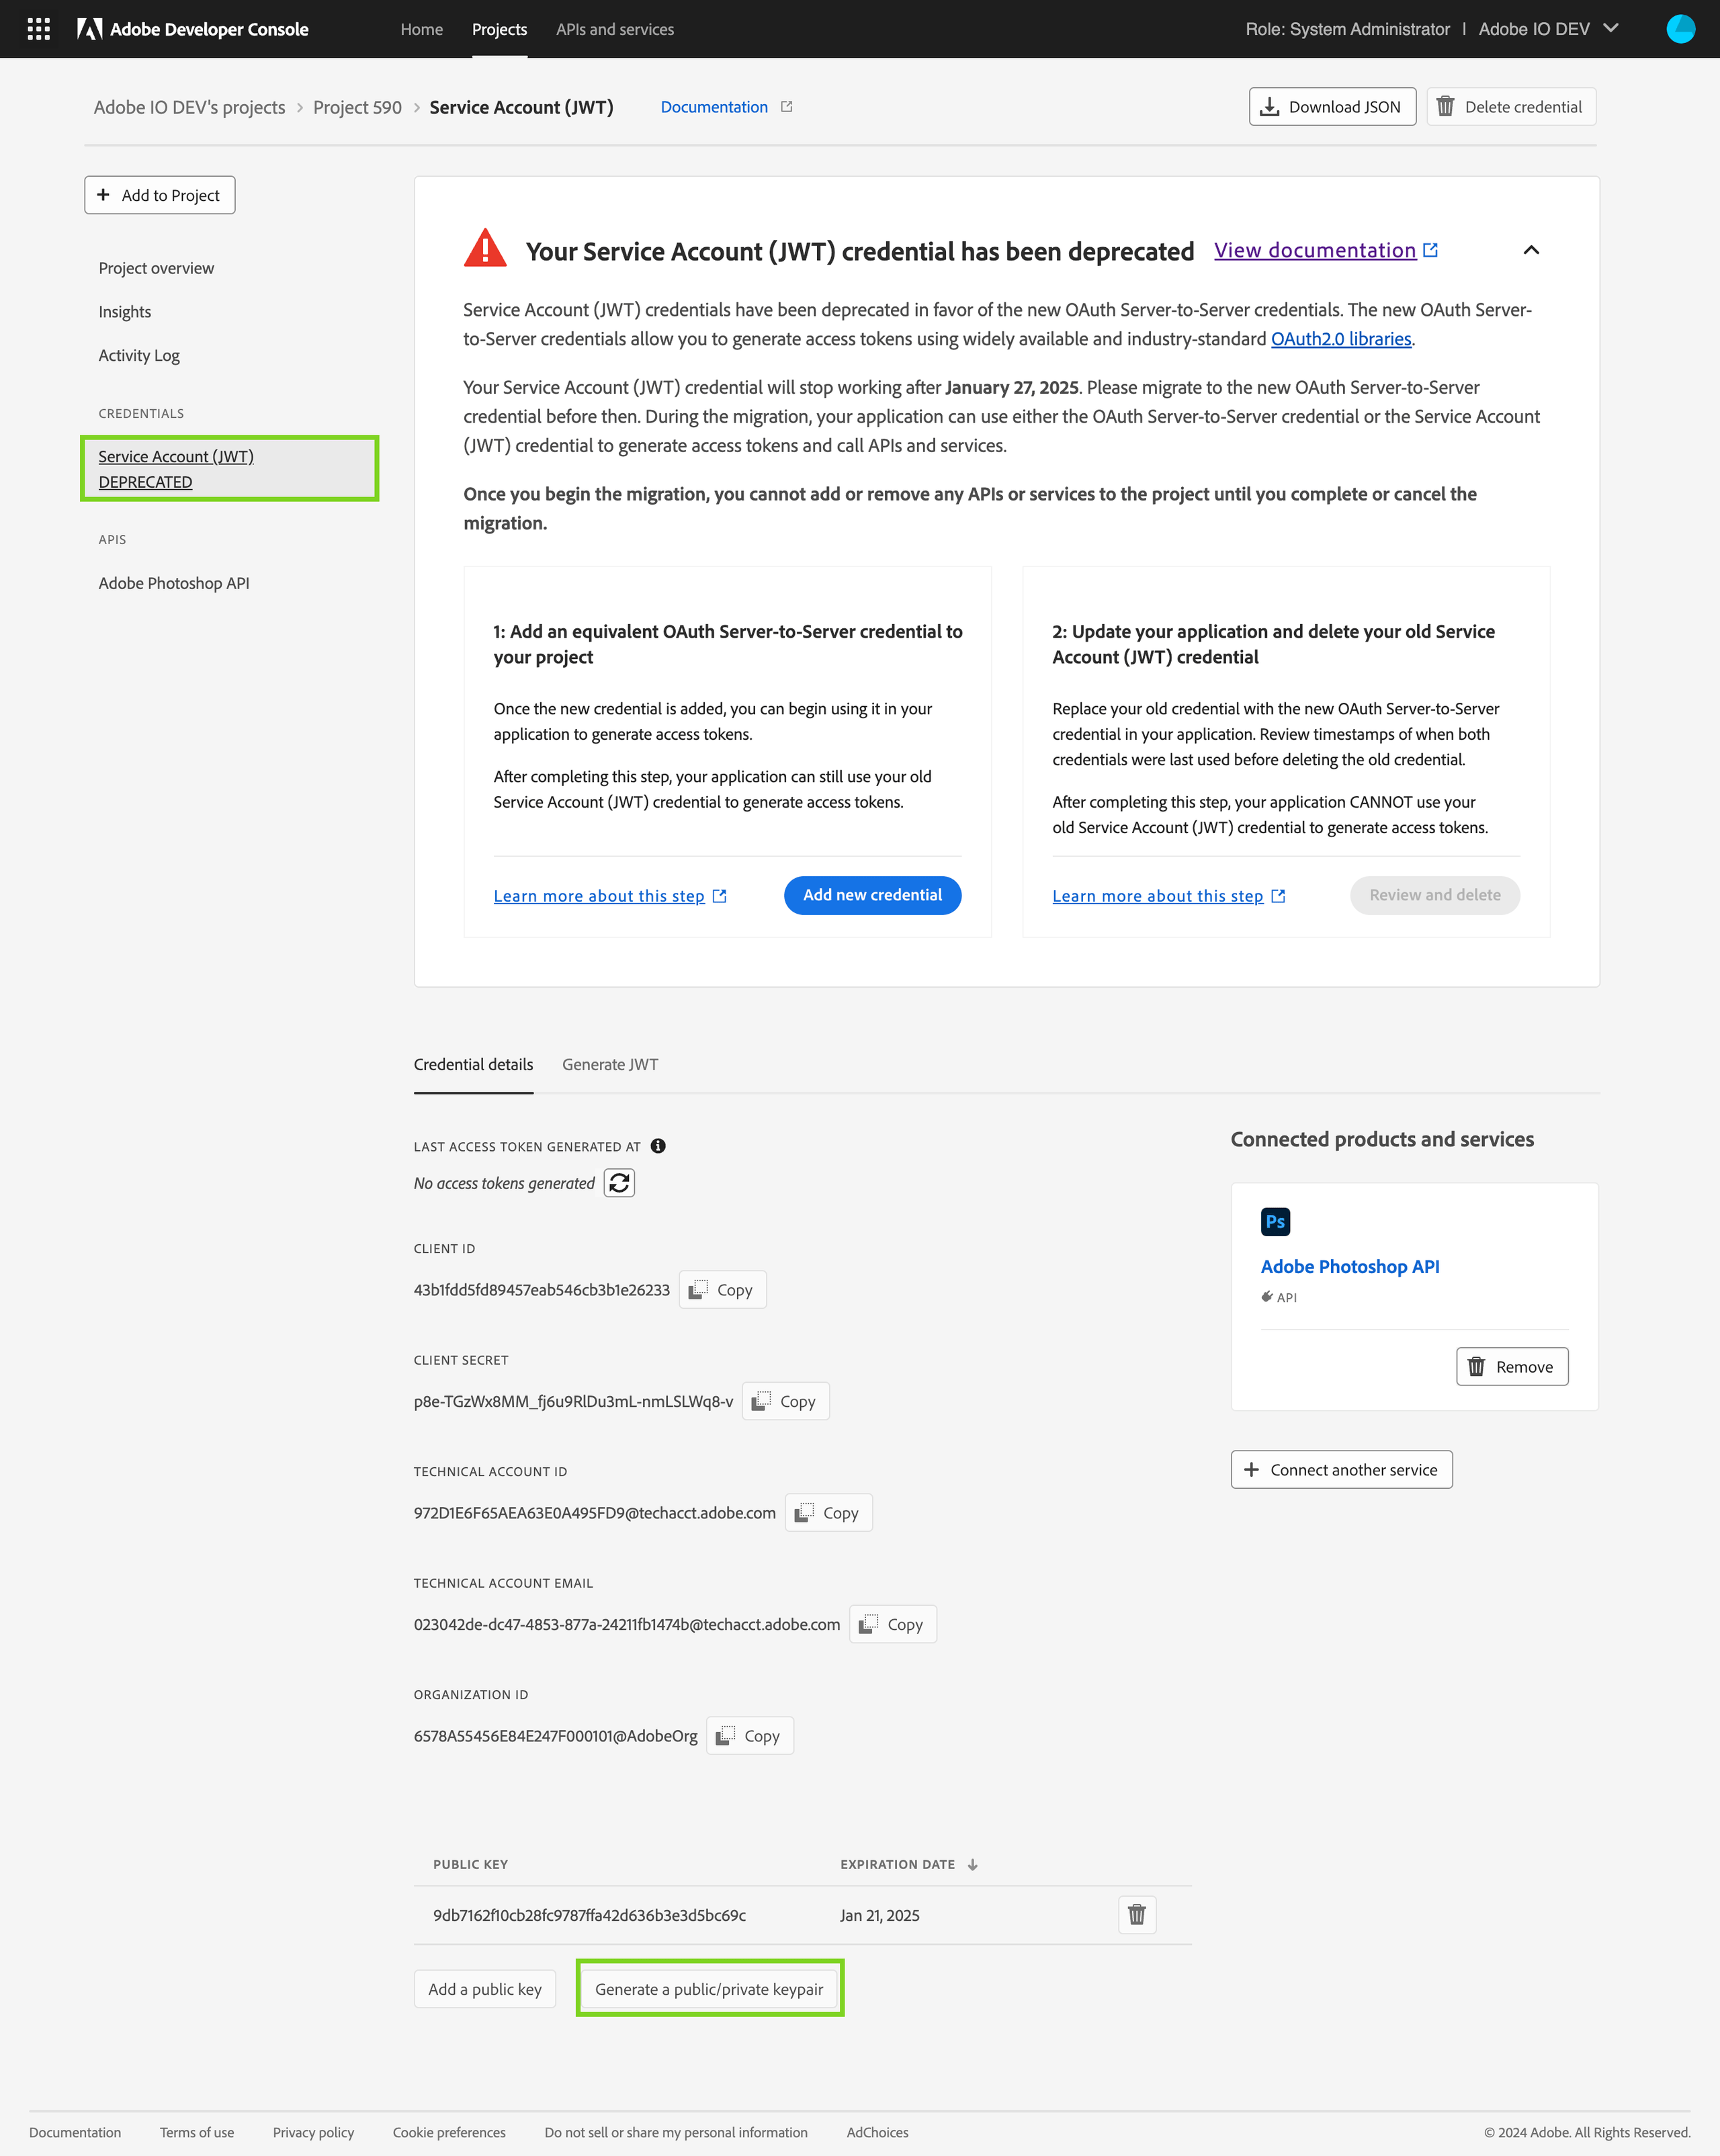 Adobe Developer Console
Home
Projects
APIs and services
Role: System Administrator | Adobe IO DEV
Adobe IO DEV's projects > Project 590 > Service Account (JWT)
Documentation
Download JSON
Delete credential
+ Add to Project
Project overview
Insights
Activity Log
CREDENTIALS
Service Account (JWT)
DEPRECATED
APIS
Adobe Photoshop API
Your Service Account (JWT) credential has been deprecated
View documentation
Service Account (JWT) credentials have been deprecated in favor of the new OAuth Server-to-Server credentials. The new OAuth Server-
to-Server credentials allow you to generate access tokens using widely available and industry-standard OAuth2.0 libraries.
Your Service Account (JWT) credential will stop working after January 27, 2025. Please migrate to the new OAuth Server-to-Server
credential before then. During the migration, your application can use either the OAuth Server-to-Server credential or the Service Account
(JWT) credential to generate access tokens and call APIs and services.
Once you begin the migration, you cannot add or remove any APIs or services to the project until you complete or cancel the
migration.
1: Add an equivalent OAuth Server-to-Server credential to
your project
Once the new credential is added, you can begin using it in your
application to generate access tokens.
After completing this step, your application can still use your old
Service Account (JWT) credential to generate access tokens.
Learn more about this step
Add new credential
2: Update your application and delete your old Service
Account (JWT) credential
Replace your old credential with the new OAuth Server-to-Server
credential in your application. Review timestamps of when both
credentials were last used before deleting the old credential.
After completing this step, your application CANNOT use your
old Service Account (JWT) credential to generate access tokens.
Learn more about this step
Review and delete
Credential details
Generate JWT
LAST ACCESS TOKEN GENERATED AT
No access tokens generated
CLIENT ID
43b1fdd5fd89457eab546cb3b1e26233
Copy
CLIENT SECRET
p8e-TGzWx8MM_fj6u9RlDu3mL-nmLSLWq8-v
Copy
TECHNICAL ACCOUNT ID
972D1E6F65AEA63E0A495FD9@techacct.adobe.com
Copy
TECHNICAL ACCOUNT EMAIL
023042de-dc47-4853-877a-24211fb1474b@techacct.adobe.com
Copy
ORGANIZATION ID
6578A55456E84E247F000101@AdobeOrg
Copy
Connected products and services
Ps
Adobe Photoshop API
API
Remove
+ Connect another service
PUBLIC KEY
EXPIRATION DATE
9db7162f10cb28fc9787ffa42d636b3e3d5bc69c
Jan 21, 2025
Add a public key
Generate a public/private keypair
Documentation
Terms of use
Privacy policy
Cookie preferences
Do not sell or share my personal information
AdChoices
© 2024 Adobe. All Rights Reserved.